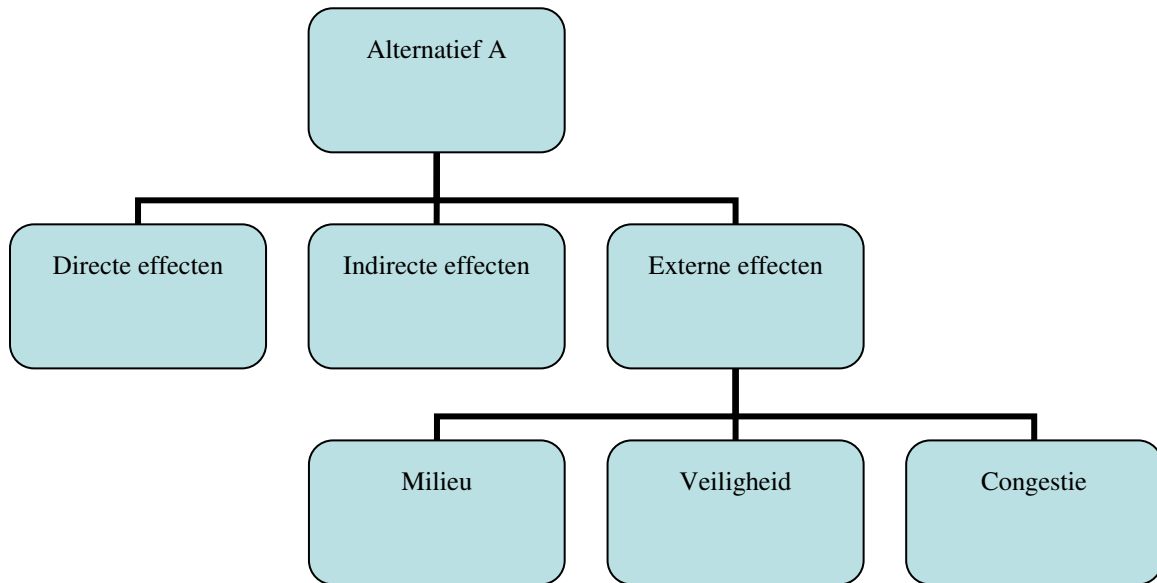 Alternatief A
Directe effecten
Indirecte effecten
Externe effecten
Milieu
Veiligheid
Congestie